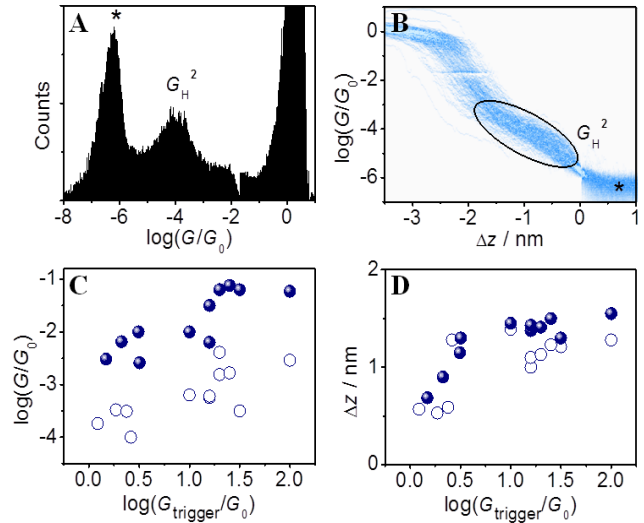 A
*
G_H^2
Counts
-8 -6 -4 -2 0
log(G/G_0)
B
0
-2
-4
-6
log(G/G_0)
G_H^2
*
-3 -2 -1 0 1
Δz / nm
C
-1
-2
-3
-4
log(G/G_0)
0.0 0.5 1.0 1.5 2.0
log(G_trigger/G_0)
D
2
1
0
Δz / nm
0.0 0.5 1.0 1.5 2.0
log(G_trigger/G_0)